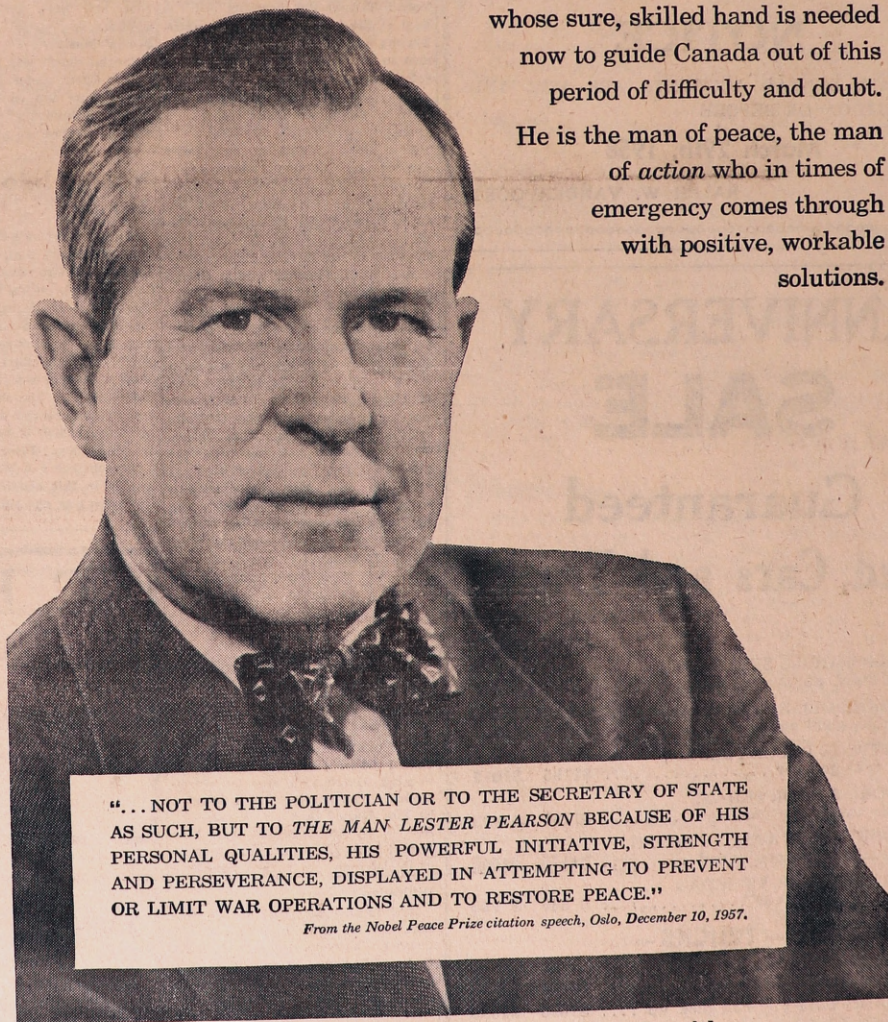 whose sure, skilled hand is needed
now to guide Canada out of this
period of difficulty and doubt.
He is the man of peace, the man
of action who in times of
emergency comes through
with positive, workable
solutions.
NNIVERSARY
SALE
Guaranteed
Cars
“...NOT TO THE POLITICIAN OR TO THE SECRETARY OF STATE
AS SUCH, BUT TO THE MAN LESTER PEARSON BECAUSE OF HIS
PERSONAL QUALITIES, HIS POWERFUL INITIATIVE, STRENGTH
AND PERSEVERANCE, DISPLAYED IN ATTEMPTING TO PREVENT
OR LIMIT WAR OPERATIONS AND TO RESTORE PEACE.”
From the Nobel Peace Prize citation speech, Oslo, December 10, 1957.